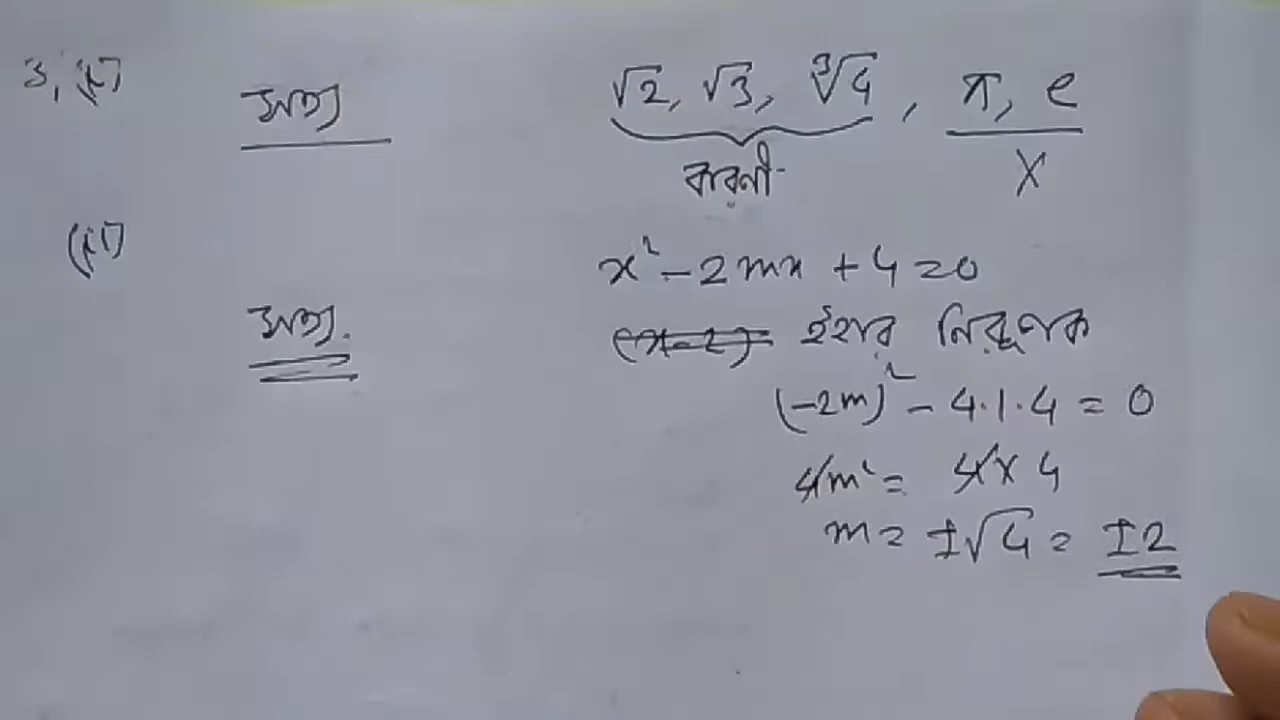 3, (i) সত্য √2, √3, ∛4, π, e
করণী X
(ii) x² - 2mx + 4 = 0
সত্য. ইহার নিরূপক
(-2m)² - 4.1.4 = 0
4m² = 4 x 4
m = ±√4 = ±2